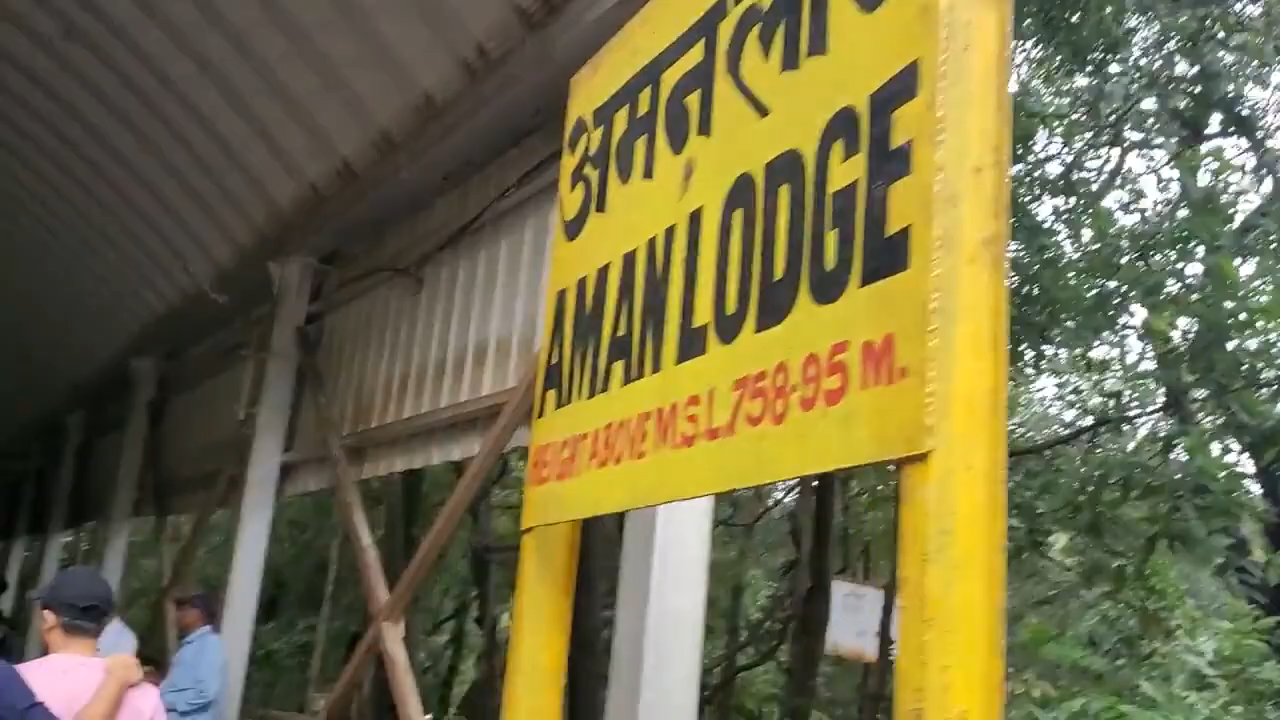 अमन लॉ
AMAN LODGE
HEIGHT ABOVE M.S.L.758-95 M.